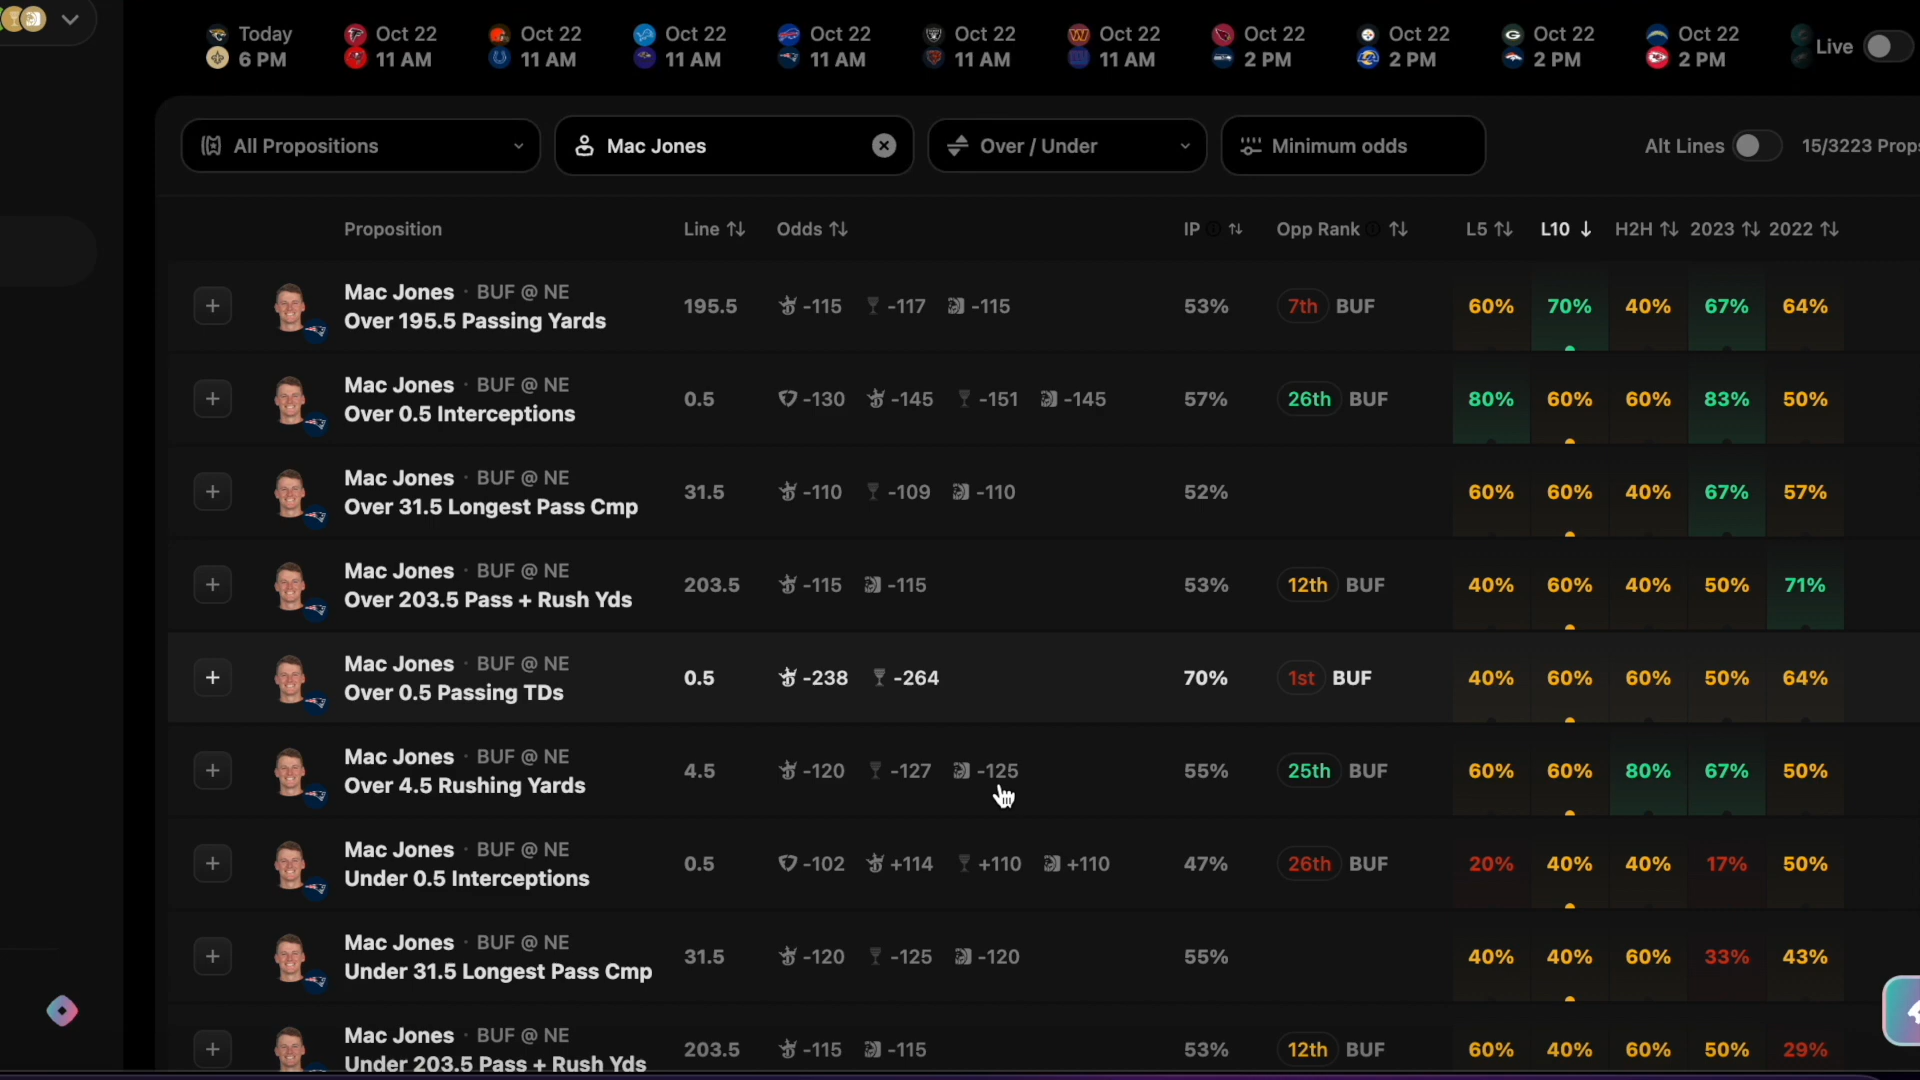 Today Oct 22 Oct 22 Oct 22 Oct 22 Oct 22 Oct 22 Oct 22 Oct 22 Oct 22 Oct 22
6 PM 11 AM 11 AM 11 AM 11 AM 11 AM 11 AM 2 PM 2 PM 2 PM 2 PM
Live
All Propositions Mac Jones Over / Under Minimum odds Alt Lines 15/3223 Props
Proposition Line Odds IP Opp Rank L5 L10 H2H 2023 2022
Mac Jones · BUF @ NE
Over 195.5 Passing Yards
195.5 -115 -117 -115 53% 7th BUF 60% 70% 40% 67% 64%
Mac Jones · BUF @ NE
Over 0.5 Interceptions
0.5 -130 -145 -151 -145 57% 26th BUF 80% 60% 60% 83% 50%
Mac Jones · BUF @ NE
Over 31.5 Longest Pass Cmp
31.5 -110 -109 -110 52% 60% 60% 40% 67% 57%
Mac Jones · BUF @ NE
Over 203.5 Pass + Rush Yds
203.5 -115 -115 53% 12th BUF 40% 60% 40% 50% 71%
Mac Jones · BUF @ NE
Over 0.5 Passing TDs
0.5 -238 -264 70% 1st BUF 40% 60% 60% 50% 64%
Mac Jones · BUF @ NE
Over 4.5 Rushing Yards
4.5 -120 -127 -125 55% 25th BUF 60% 60% 80% 67% 50%
Mac Jones · BUF @ NE
Under 0.5 Interceptions
0.5 -102 +114 +110 +110 47% 26th BUF 20% 40% 40% 17% 50%
Mac Jones · BUF @ NE
Under 31.5 Longest Pass Cmp
31.5 -120 -125 -120 55% 40% 40% 60% 33% 43%
Mac Jones · BUF @ NE
Under 203.5 Pass + Rush Yds
203.5 -115 -115 53% 12th BUF 60% 40% 60% 50% 29%